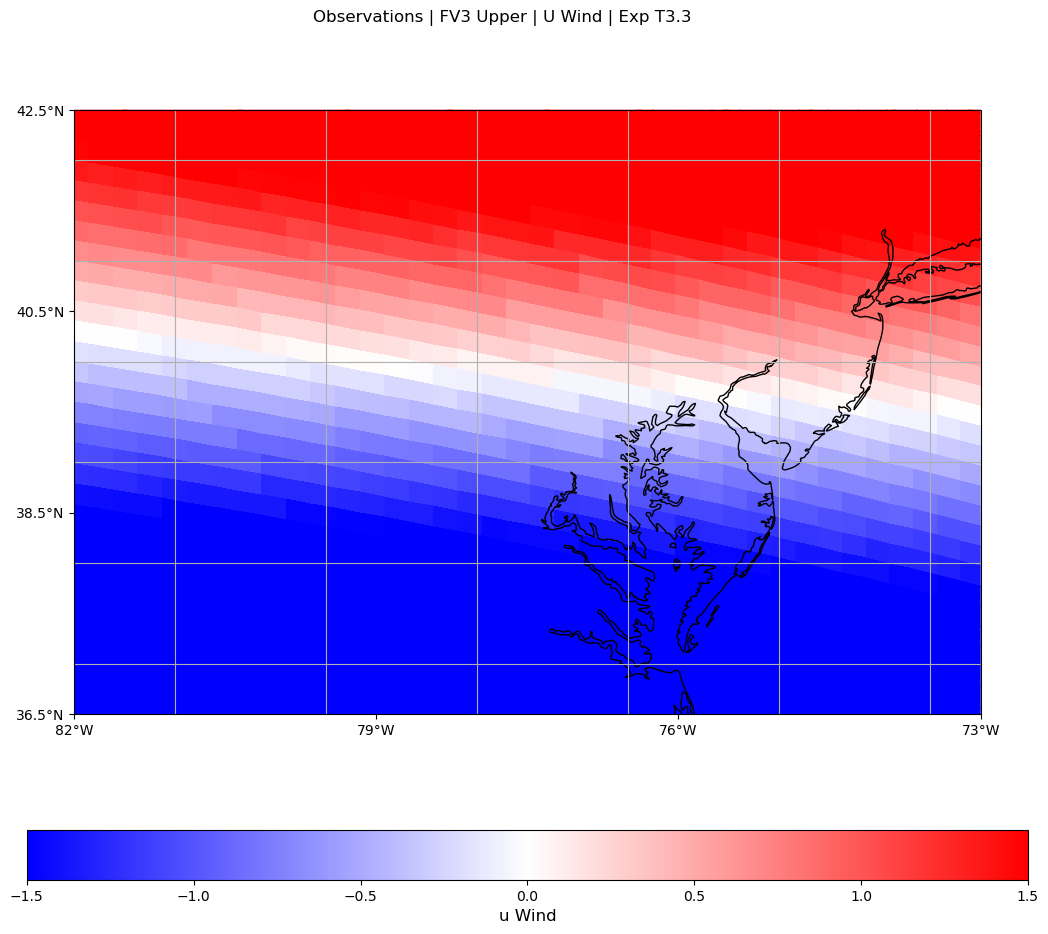 Observations | FV3 Upper | U Wind | Exp T3.3
42.5°N
40.5°N
38.5°N
36.5°N
82°W 79°W 76°W 73°W
−1.5 −1.0 −0.5 0.0 0.5 1.0 1.5
u Wind